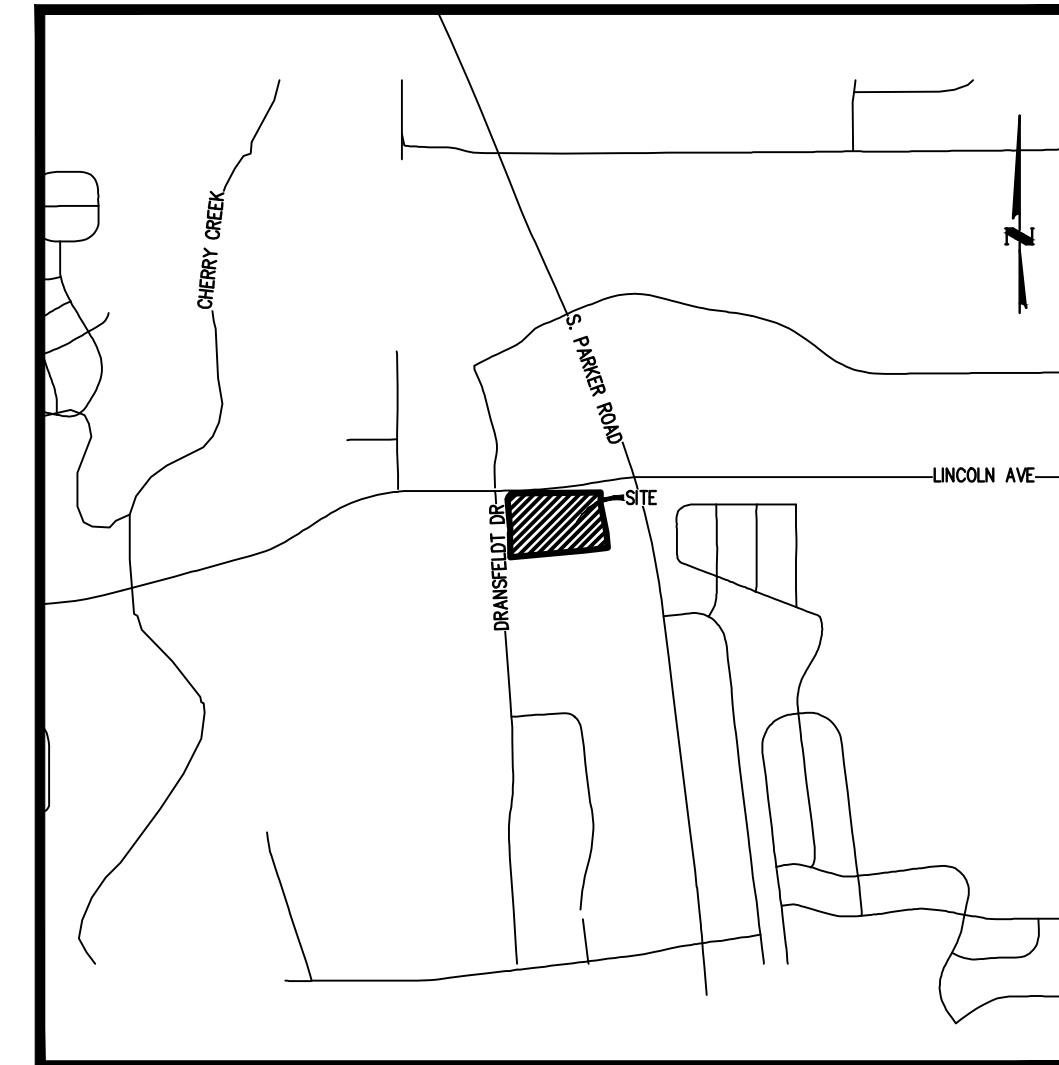 CHERRY CREEK
N
S. PARKER ROAD
LINCOLN AVE
SITE
DRANSFELDT DR